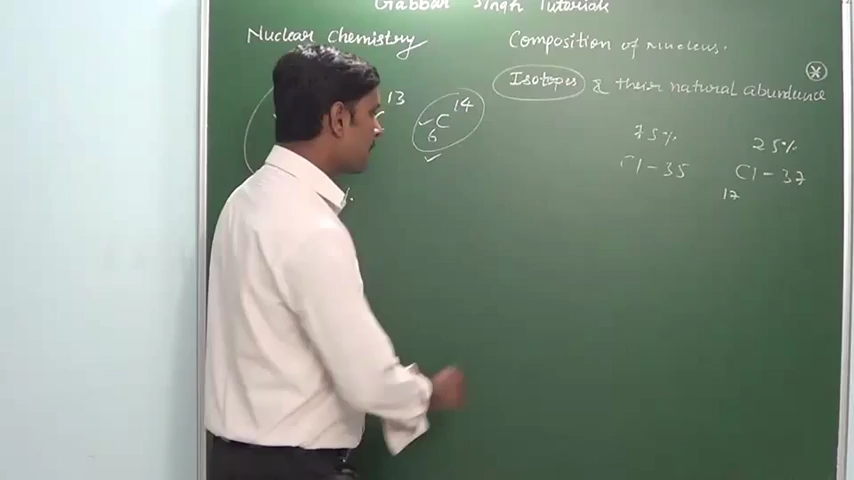 Gabbar Singh Tutorials
Nuclear Chemistry
Composition of nucleus.
Isotopes & their natural abundance
13
14
C
6
75%
25%
Cl-35
Cl-37
17